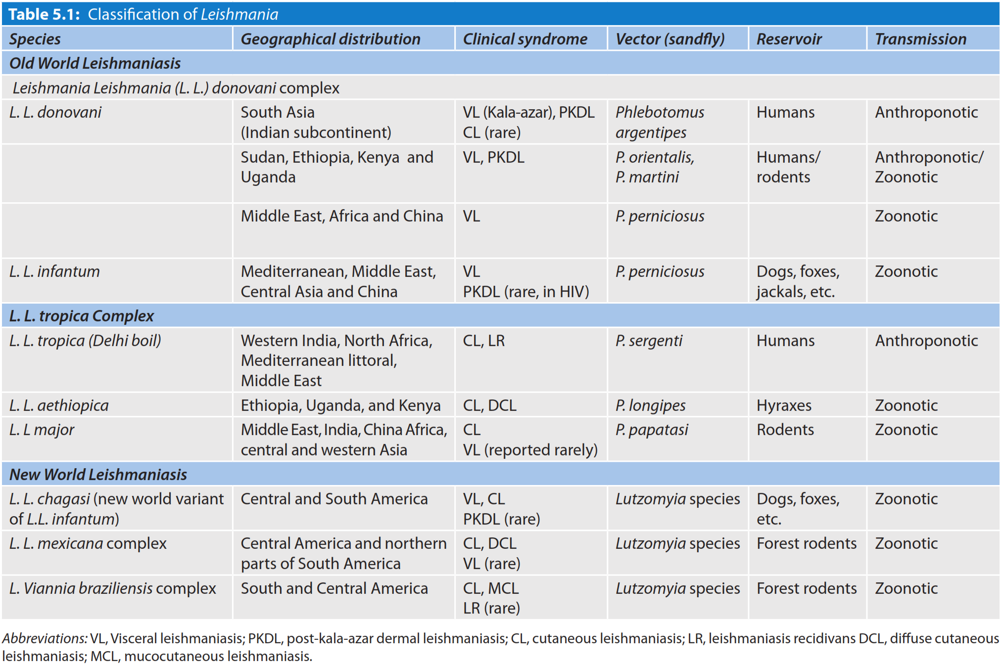 Table 5.1: Classification of Leishmania
Species Geographical distribution Clinical syndrome Vector (sandfly) Reservoir Transmission
Old World Leishmaniasis
Leishmania Leishmania (L. L.) donovani complex
L. L. donovani South Asia VL (Kala-azar), PKDL Phlebotomus Humans Anthroponotic
(Indian subcontinent) CL (rare) argentipes
Sudan, Ethiopia, Kenya and VL, PKDL P. orientalis, Humans/ Anthroponotic/
Uganda P. martini rodents Zoonotic
Middle East, Africa and China VL P. perniciosus Zoonotic
L. L. infantum Mediterranean, Middle East, VL P. perniciosus Dogs, foxes, Zoonotic
Central Asia and China PKDL (rare, in HIV) jackals, etc.
L. L. tropica Complex
L. L. tropica (Delhi boil) Western India, North Africa, CL, LR P. sergenti Humans Anthroponotic
Mediterranean littoral,
Middle East
L. L. aethiopica Ethiopia, Uganda, and Kenya CL, DCL P. longipes Hyraxes Zoonotic
L. L major Middle East, India, China Africa, CL P. papatasi Rodents Zoonotic
central and western Asia VL (reported rarely)
New World Leishmaniasis
L. L. chagasi (new world variant Central and South America VL, CL Lutzomyia species Dogs, foxes, Zoonotic
of L.L. infantum) PKDL (rare) etc.
L. L. mexicana complex Central America and northern CL, DCL Lutzomyia species Forest rodents Zoonotic
parts of South America VL (rare)
L. Viannia braziliensis complex South and Central America CL, MCL Lutzomyia species Forest rodents Zoonotic
LR (rare)
Abbreviations: VL, Visceral leishmaniasis; PKDL, post-kala-azar dermal leishmaniasis; CL, cutaneous leishmaniasis; LR, leishmaniasis recidivans DCL, diffuse cutaneous
leishmaniasis; MCL, mucocutaneous leishmaniasis.